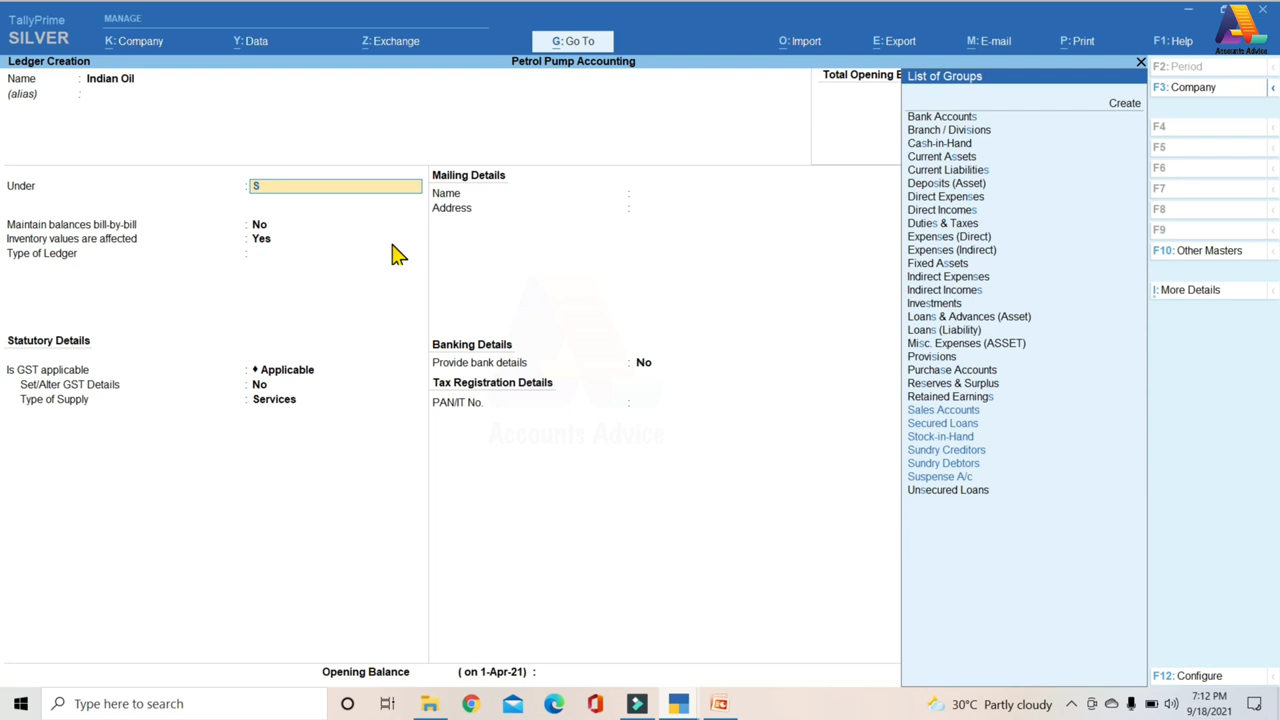 TallyPrime
MANAGE
SILVER
K: Company
Y: Data
Z: Exchange
G: Go To
O: Import
E: Export
M: E-mail
P: Print
F1: Help
Accounts Advice
Ledger Creation
Petrol Pump Accounting
Name : Indian Oil
(alias) :
Total Opening B
Under : S
Maintain balances bill-by-bill : No
Inventory values are affected : Yes
Type of Ledger :
Statutory Details
Is GST applicable : ♦ Applicable
Set/Alter GST Details : No
Type of Supply : Services
Mailing Details
Name :
Address :
Banking Details
Provide bank details : No
Tax Registration Details
PAN/IT No. :
Accounts Advice
Opening Balance ( on 1-Apr-21) :
List of Groups
Create
Bank Accounts
Branch / Divisions
Cash-in-Hand
Current Assets
Current Liabilities
Deposits (Asset)
Direct Expenses
Direct Incomes
Duties & Taxes
Expenses (Direct)
Expenses (Indirect)
Fixed Assets
Indirect Expenses
Indirect Incomes
Investments
Loans & Advances (Asset)
Loans (Liability)
Misc. Expenses (ASSET)
Provisions
Purchase Accounts
Reserves & Surplus
Retained Earnings
Sales Accounts
Secured Loans
Stock-in-Hand
Sundry Creditors
Sundry Debtors
Suspense A/c
Unsecured Loans
F2: Period
F3: Company
F4
F5
F6
F7
F8
F9
F10: Other Masters
I: More Details
F12: Configure
Type here to search
30°C Partly cloudy
7:12 PM
9/18/2021